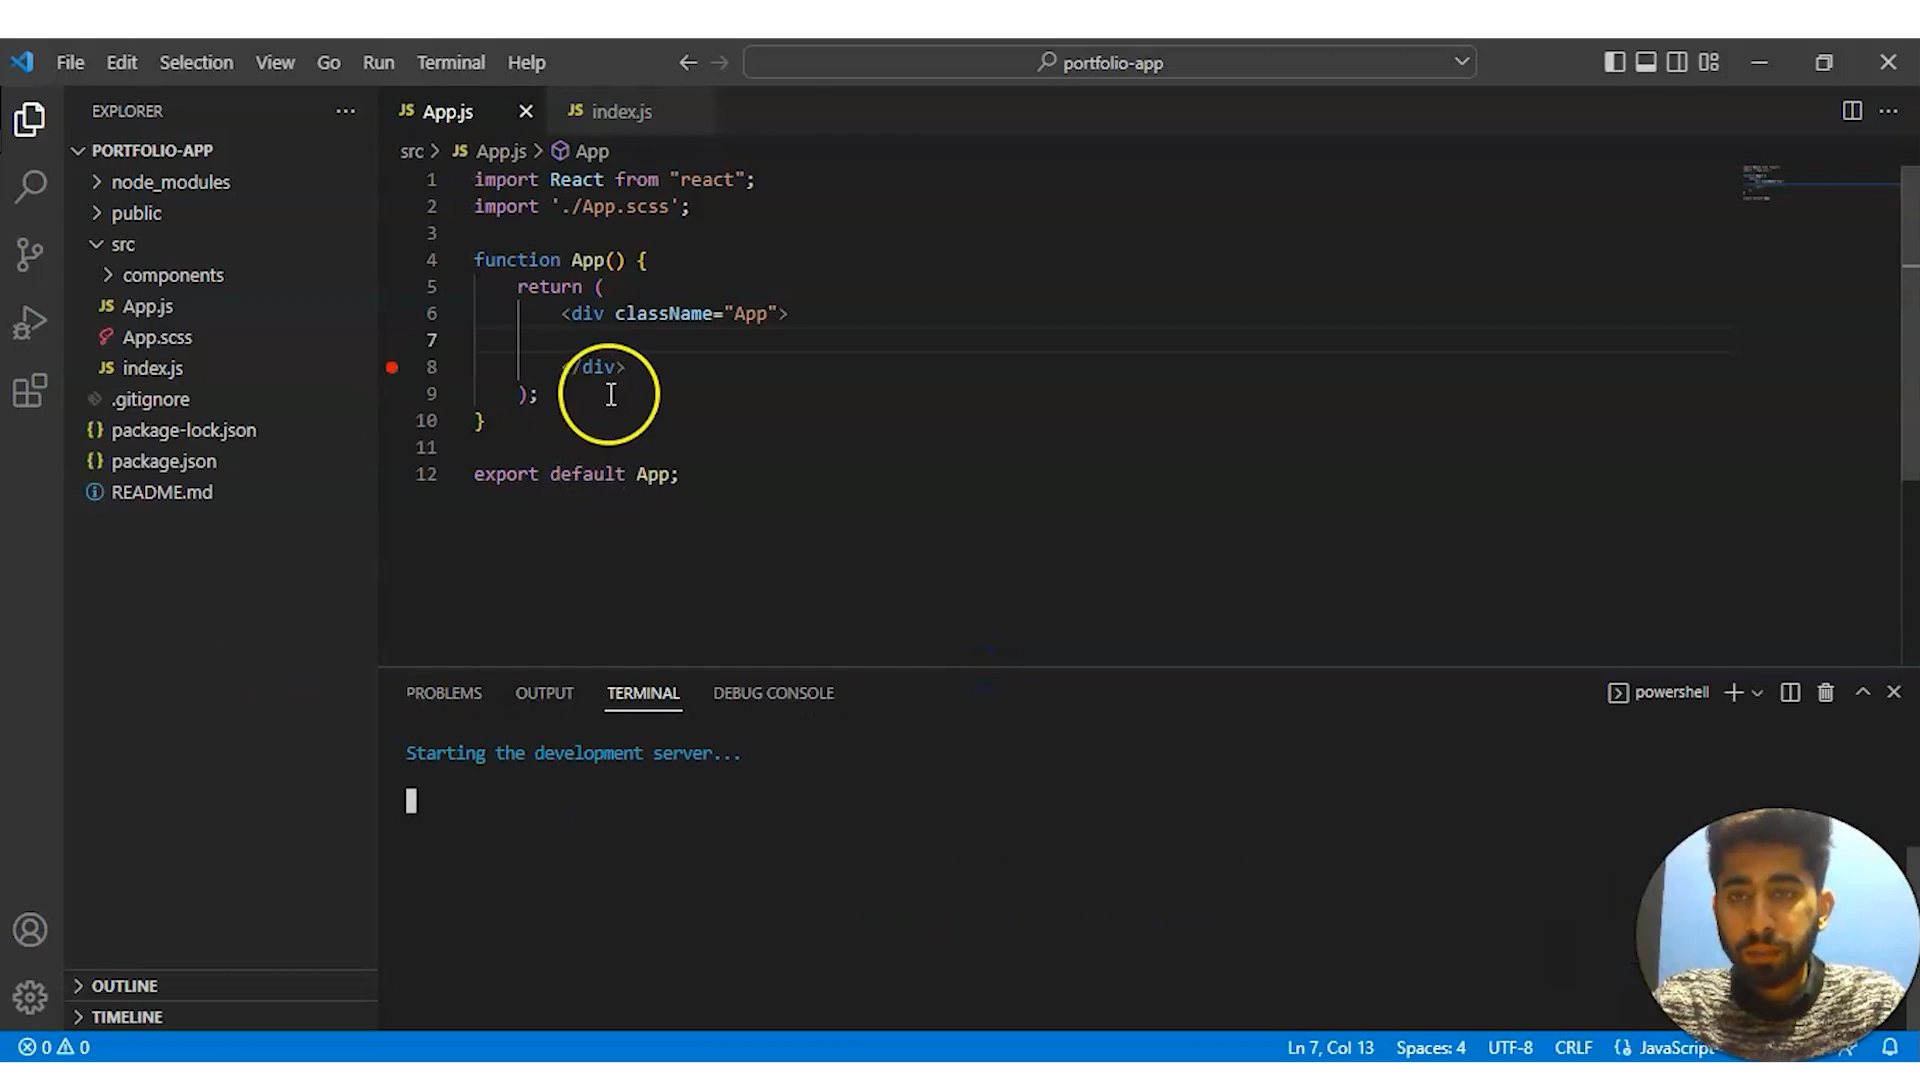 File Edit Selection View Go Run Terminal Help
portfolio-app
EXPLORER
PORTFOLIO-APP
node_modules
public
src
components
JS App.js
App.scss
JS index.js
.gitignore
{} package-lock.json
{} package.json
README.md
OUTLINE
TIMELINE
JS App.js
JS index.js
src > JS App.js > App
1 import React from "react";
2 import './App.scss';
3
4 function App() {
5 return (
6 <div className="App">
7
8 </div>
9 );
10 }
11
12 export default App;
PROBLEMS OUTPUT TERMINAL DEBUG CONSOLE
powershell
Starting the development server...
0 0
Ln 7, Col 13 Spaces: 4 UTF-8 CRLF JavaScript